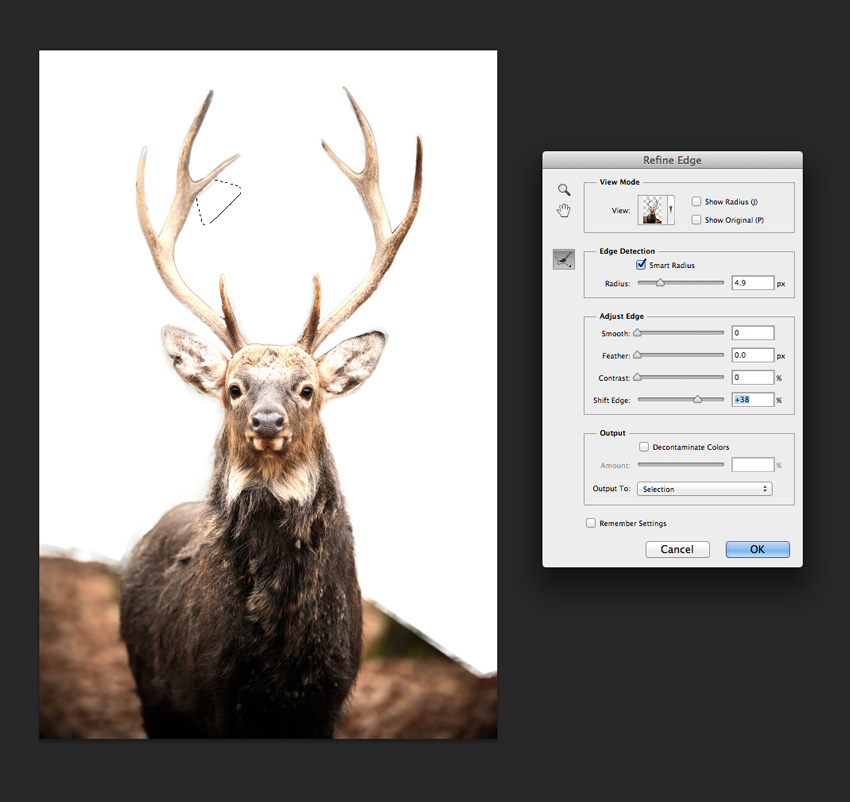 Refine Edge
View Mode
View:
Show Radius (J)
Show Original (P)
Edge Detection
Smart Radius
Radius: 4.9 px
Adjust Edge
Smooth: 0
Feather: 0.0 px
Contrast: 0 %
Shift Edge: +38 %
Output
Decontaminate Colors
Amount: %
Output To: Selection
Remember Settings
Cancel OK